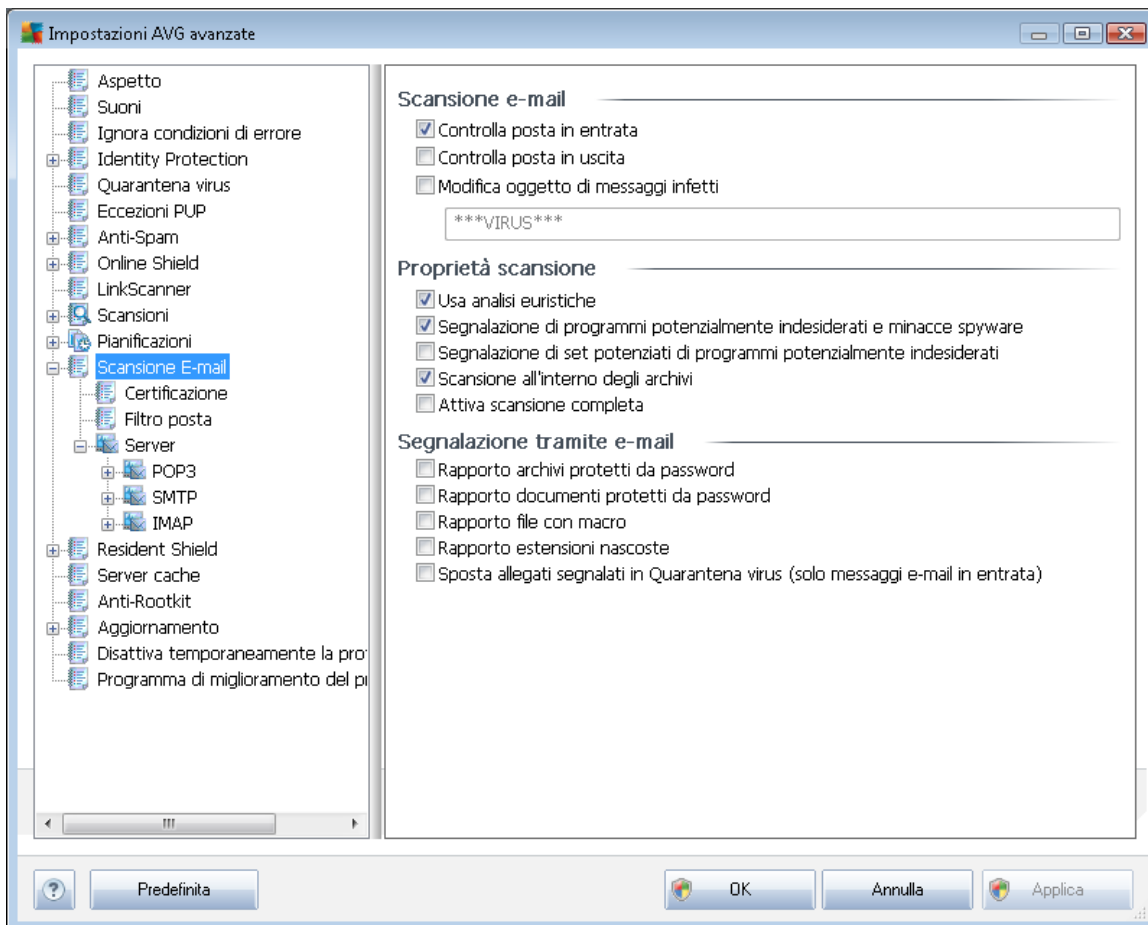 Impostazioni AVG avanzate
Aspetto
Suoni
Ignora condizioni di errore
Identity Protection
Quarantena virus
Eccezioni PUP
Anti-Spam
Online Shield
LinkScanner
Scansioni
Pianificazioni
Scansione E-mail
Certificazione
Filtro posta
Server
POP3
SMTP
IMAP
Resident Shield
Server cache
Anti-Rootkit
Aggiornamento
Disattiva temporaneamente la pro
Programma di miglioramento del p
Scansione e-mail
Controlla posta in entrata
Controlla posta in uscita
Modifica oggetto di messaggi infetti
***VIRUS***
Proprietà scansione
Usa analisi euristiche
Segnalazione di programmi potenzialmente indesiderati e minacce spyware
Segnalazione di set potenziati di programmi potenzialmente indesiderati
Scansione all'interno degli archivi
Attiva scansione completa
Segnalazione tramite e-mail
Rapporto archivi protetti da password
Rapporto documenti protetti da password
Rapporto file con macro
Rapporto estensioni nascoste
Sposta allegati segnalati in Quarantena virus (solo messaggi e-mail in entrata)
?
Predefinita
OK
Annulla
Applica